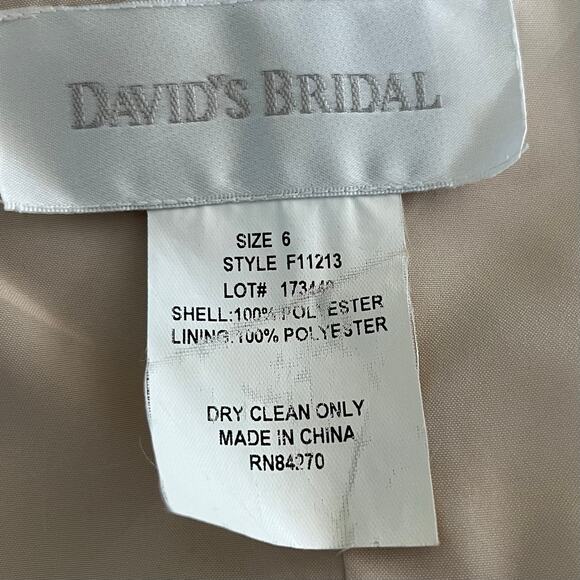 DAVID'S BRIDAL
SIZE 6
STYLE F11213
LOT#
SHELL:100% POLYESTER
LINING:100% POLYESTER
DRY CLEAN ONLY
MADE IN CHINA
RN84270